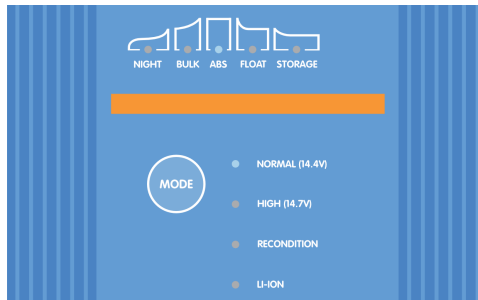 NIGHT BULK ABS FLOAT STORAGE
MODE
NORMAL (14.4V)
HIGH (14.7V)
RECONDITION
LI-ION